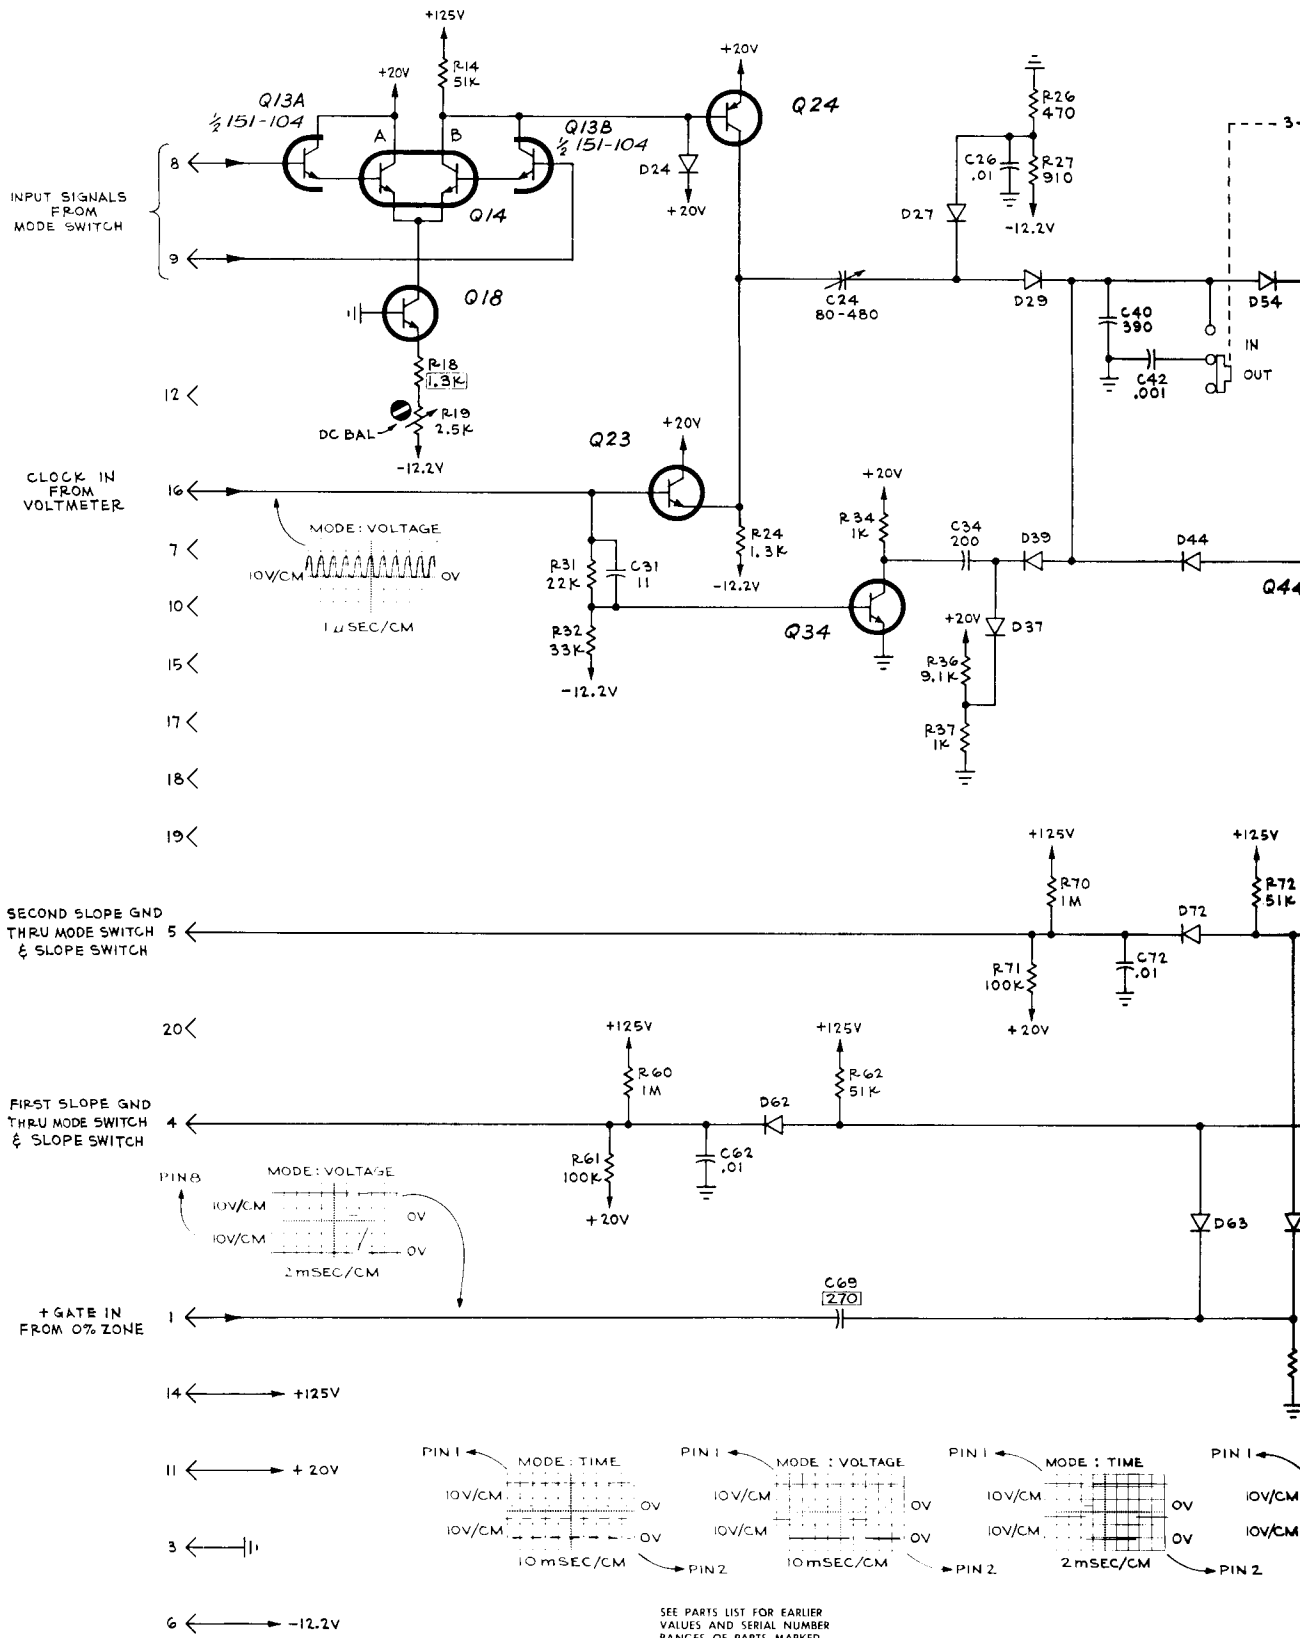 +125V
R14
51K
+20V
+20V
Q13A
½ 151-104
A
B
Q13B
½ 151-104
Q24
R26
470
3
8
INPUT SIGNALS
FROM
MODE SWITCH
Q14
D24
+20V
C26
.01
R27
910
D27
-12.2V
9
Q18
C24
80-480
D29
D54
C40
390
IN
OUT
C42
.001
R18
1.3K
12
R19
2.5K
DC BAL
-12.2V
Q23
+20V
CLOCK IN
FROM
VOLTMETER
16
+20V
MODE: VOLTAGE
10V/CM
0V
1 µSEC/CM
7
R31
22K
C31
11
R24
1.3K
-12.2V
R34
1K
C34
200
D39
D44
Q44
10
R32
33K
-12.2V
Q34
+20V
D37
R36
9.1K
15
17
R37
1K
18
19
+125V
R70
1M
+125V
R72
51K
SECOND SLOPE GND
THRU MODE SWITCH
& SLOPE SWITCH
5
D72
R71
100K
C72
.01
+20V
20
+125V
R60
1M
+125V
R62
51K
FIRST SLOPE GND
THRU MODE SWITCH
& SLOPE SWITCH
4
D62
R61
100K
C62
.01
+20V
PIN 8
MODE: VOLTAGE
10V/CM
0V
10V/CM
0V
2mSEC/CM
D63
C69
270
+ GATE IN
FROM 0% ZONE
1
14
+125V
11
+ 20V
3
6
-12.2V
PIN 1
MODE: TIME
10V/CM
0V
10V/CM
0V
10 mSEC/CM
PIN 2
PIN 1
MODE : VOLTAGE
10V/CM
0V
10V/CM
0V
10 mSEC/CM
PIN 2
PIN 1
MODE : TIME
10V/CM
0V
10V/CM
0V
2mSEC/CM
PIN 2
PIN 1
10V/CM
10V/CM
SEE PARTS LIST FOR EARLIER
VALUES AND SERIAL NUMBER
RANGES OF PARTS MARKED